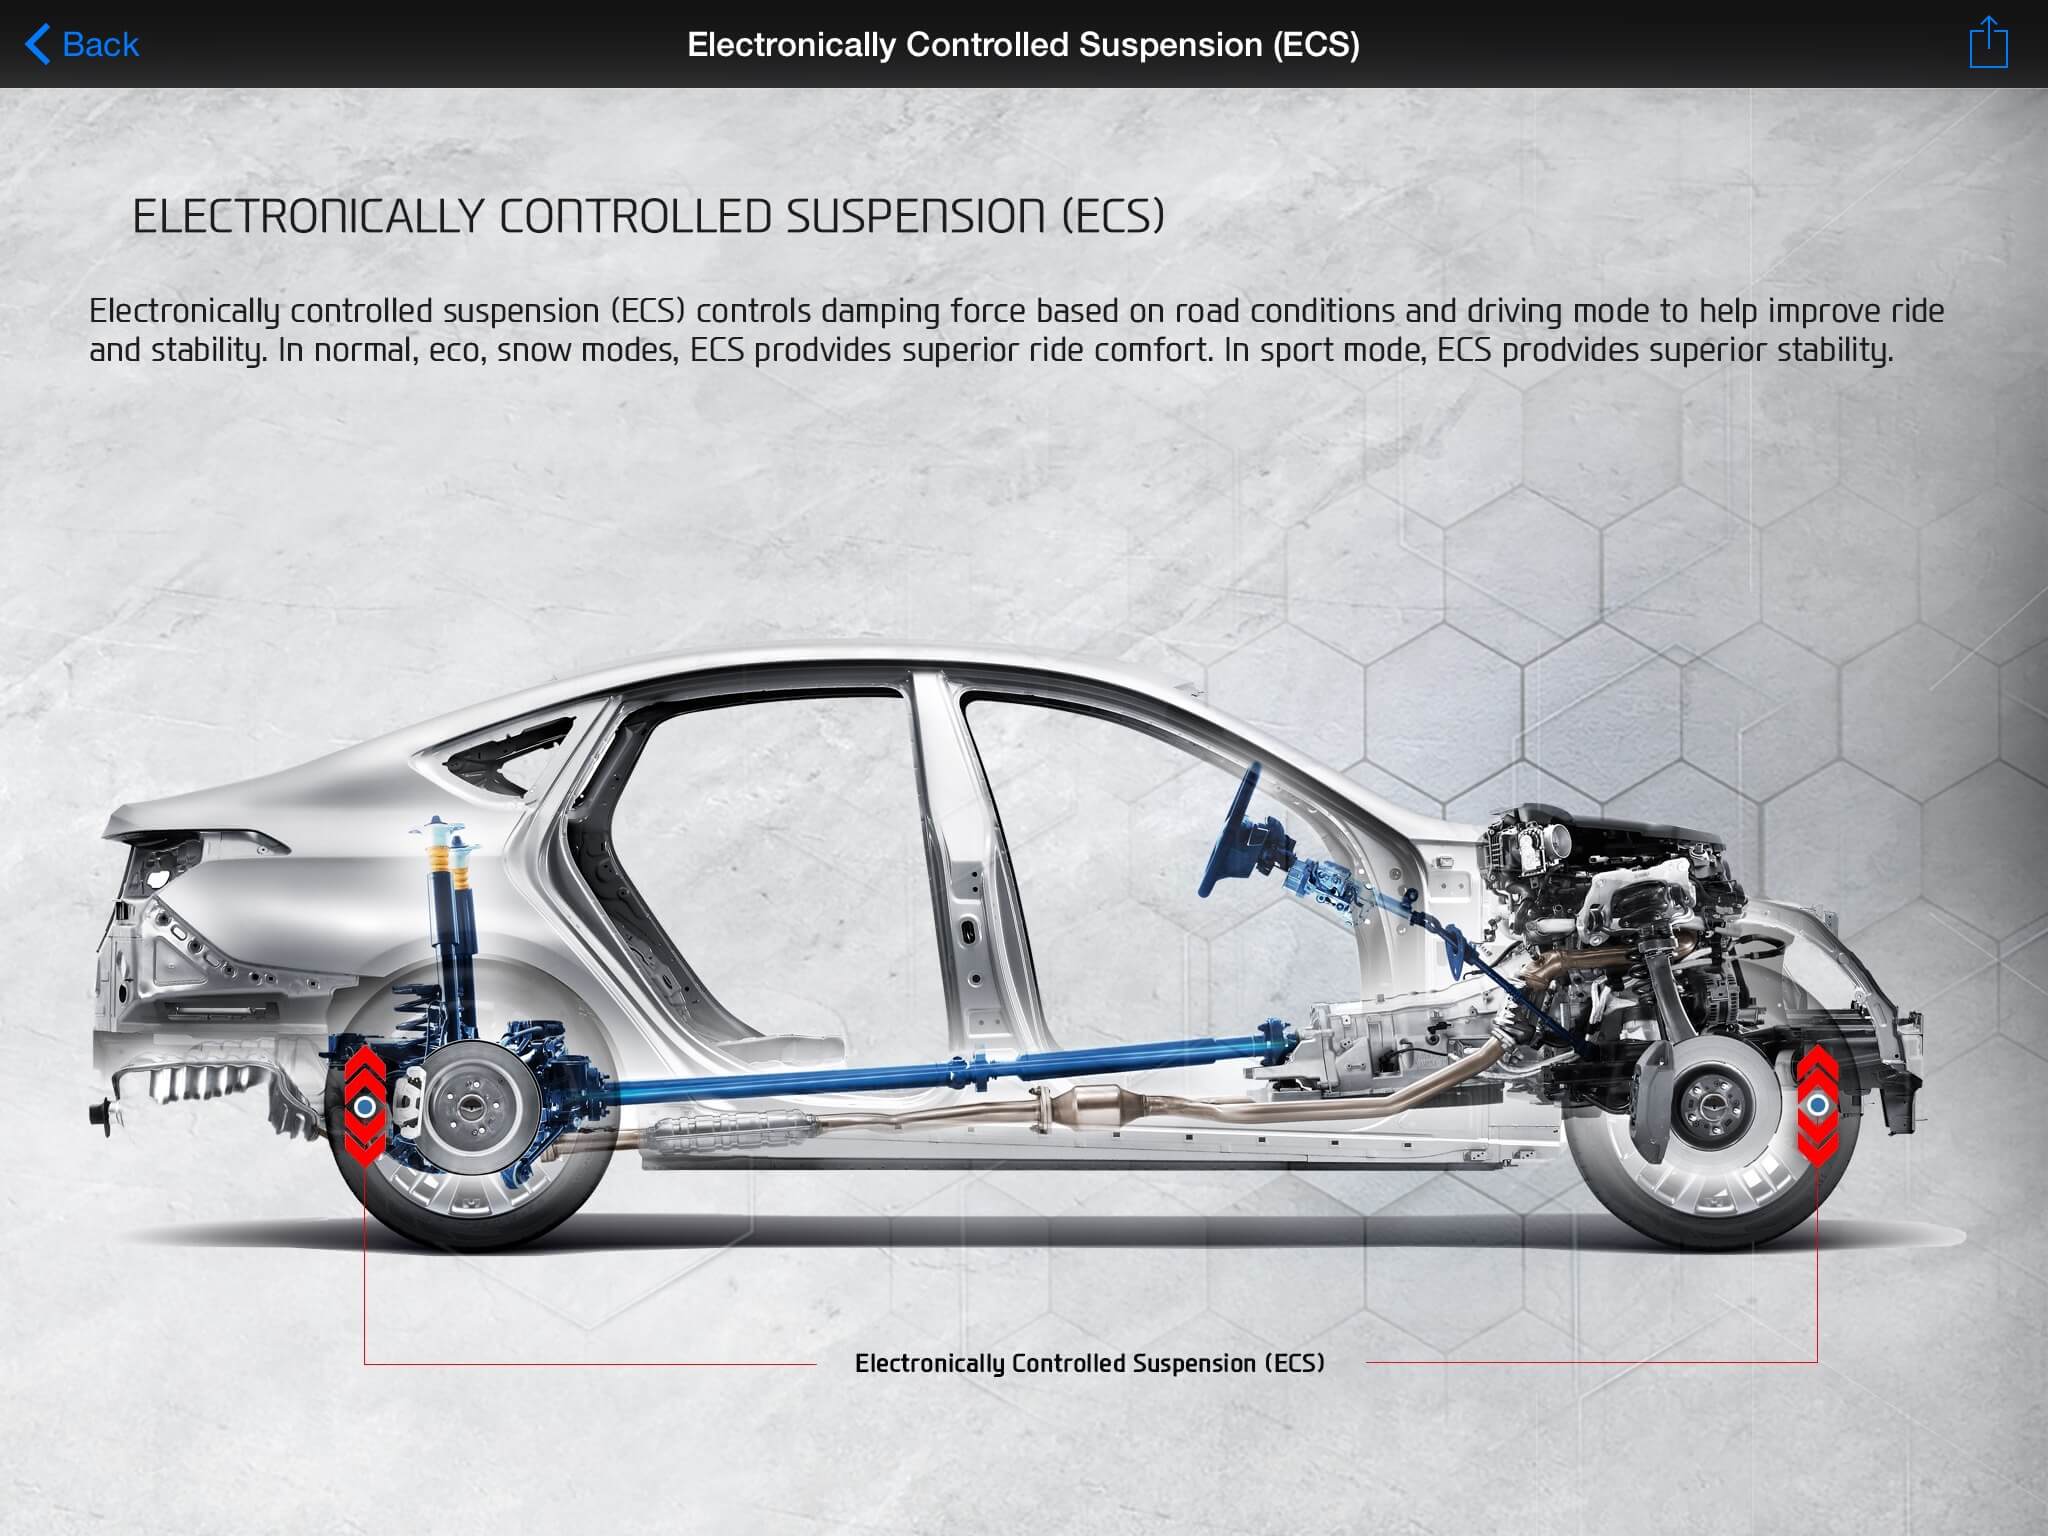 Back
Electronically Controlled Suspension (ECS)
ELECTRONICALLY CONTROLLED SUSPENSION (ECS)
Electronically controlled suspension (ECS) controls damping force based on road conditions and driving mode to help improve ride
and stability. In normal, eco, snow modes, ECS prodvides superior ride comfort. In sport mode, ECS prodvides superior stability.
Electronically Controlled Suspension (ECS)